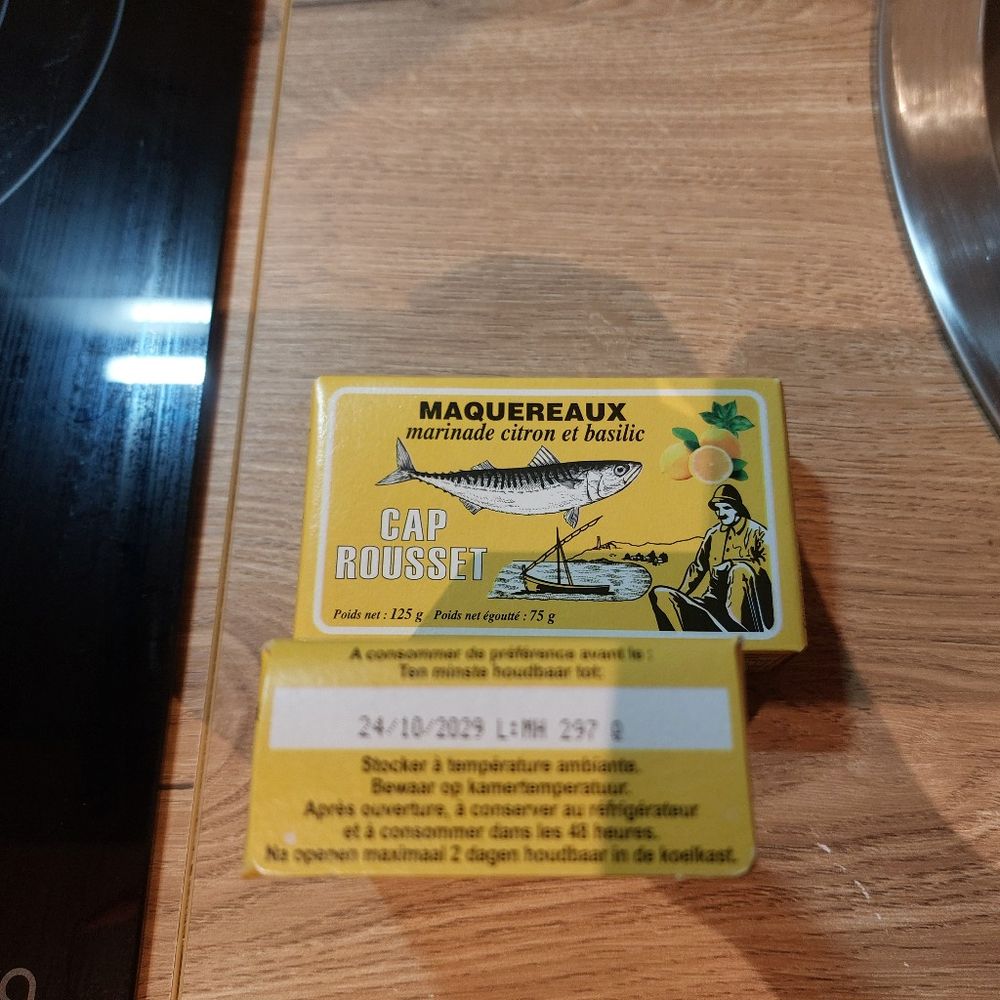 MAQUEREAUX
marinade citron et basilic
CAP
ROUSSET
Poids net : 125 g Poids net égoutté : 75 g
A consommer de préférence avant le :
Ten minste houdbaar tot:
24/10/2029 L:MH 297 Q
Stocker à température ambiante.
Bewaar op kamertemperatuur.
Après ouverture, à conserver au réfrigérateur
et à consommer dans les 48 heures.
Na openen maximaal 2 dagen houdbaar in de koelkast.